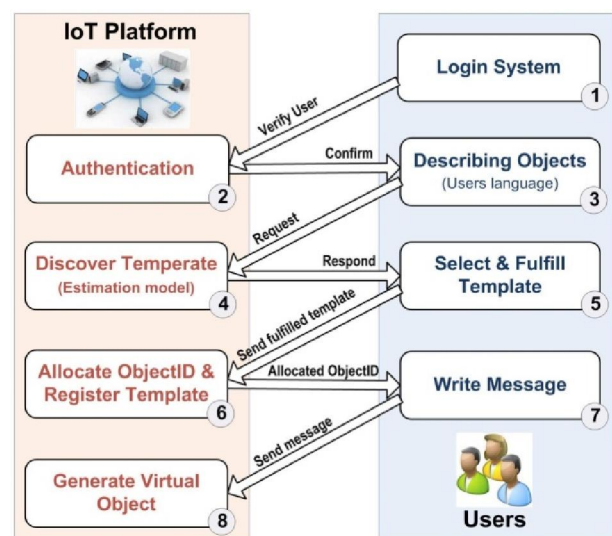 IoT Platform
Login System
1
Verify User
Authentication
2
Confirm
Describing Objects
(Users language)
3
Request
Discover Temperate
(Estimation model)
4
Respond
Select & Fulfill
Template
5
Send fulfilled template
Allocate ObjectID &
Register Template
6
Allocated ObjectID
Write Message
7
Send message
Generate Virtual
Object
8
Users